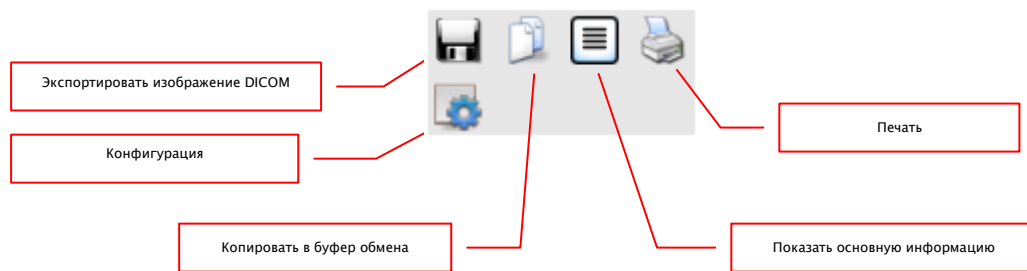 Экспортировать изображение DICOM
Печать
Конфигурация
Копировать в буфер обмена
Показать основную информацию